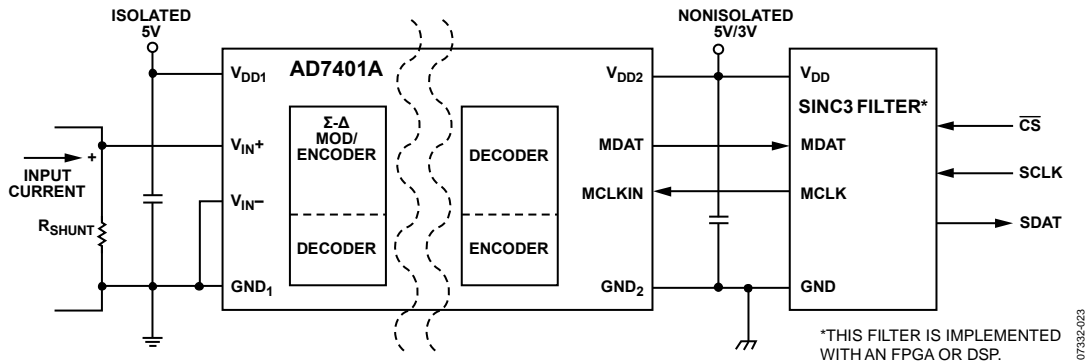 ISOLATED
5V
NONISOLATED
5V/3V
AD7401A
VDD1
VDD2
VDD
SINC3 FILTER*
Σ-Δ
MOD/
ENCODER
DECODER
CS
VIN+
MDAT
MDAT
+
INPUT
CURRENT
MCLKIN
MCLK
SCLK
VIN−
RSHUNT
DECODER
ENCODER
SDAT
GND1
GND2
GND
*THIS FILTER IS IMPLEMENTED
WITH AN FPGA OR DSP.
07332-023